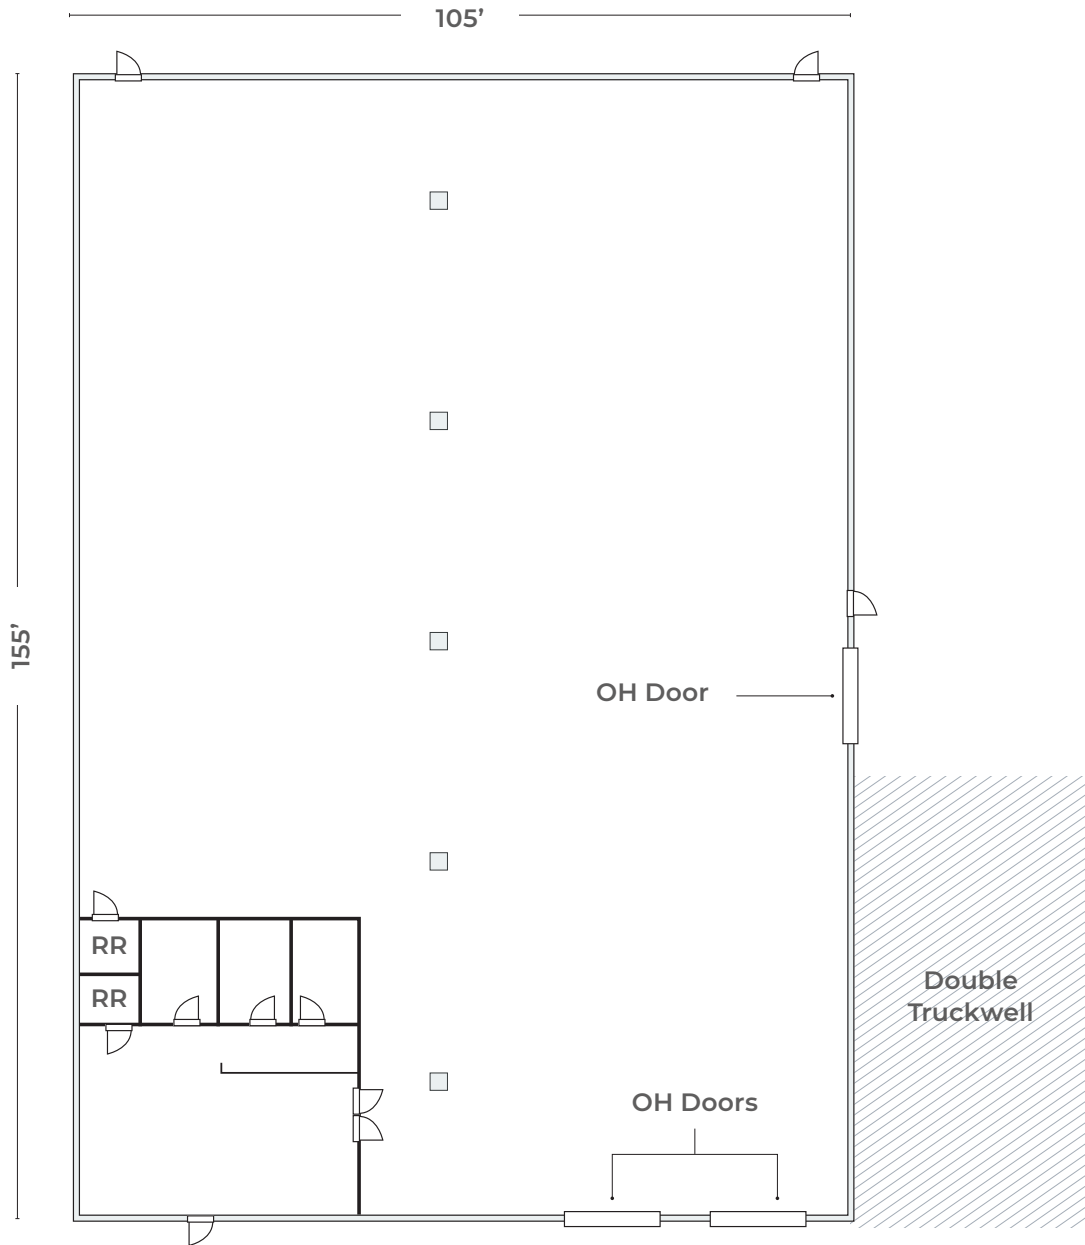 105’
155’
OH Door
RR
RR
Double
Truckwell
OH Doors